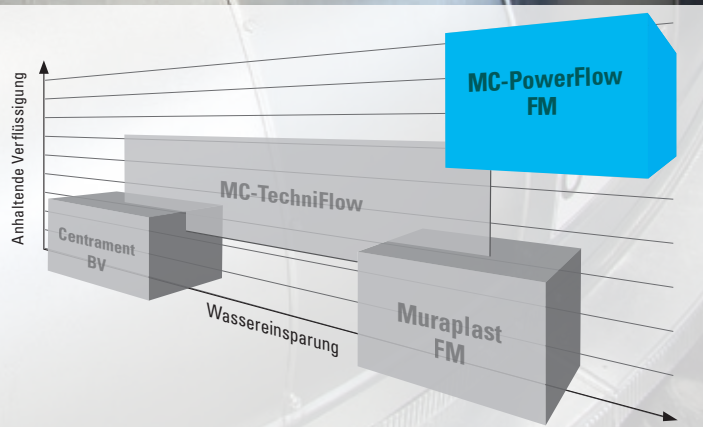 Anhaltende Verflüssigung
MC-PowerFlow
FM
MC-TechniFlow
Centrament
BV
Wassereinsparung
Muraplast
FM